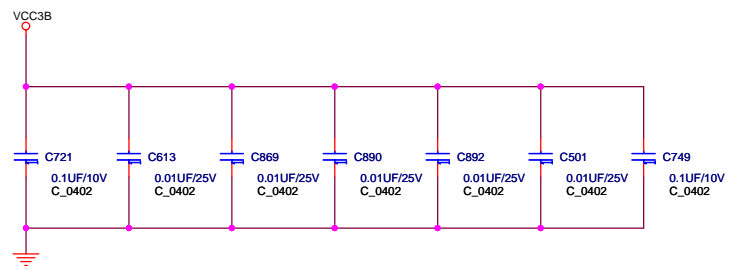 VCC3B
C721
C613
C869
C890
C892
C501
C749
0.1UF/10V
0.01UF/25V
0.01UF/25V
0.01UF/25V
0.01UF/25V
0.01UF/25V
0.1UF/10V
C_0402
C_0402
C_0402
C_0402
C_0402
C_0402
C_0402